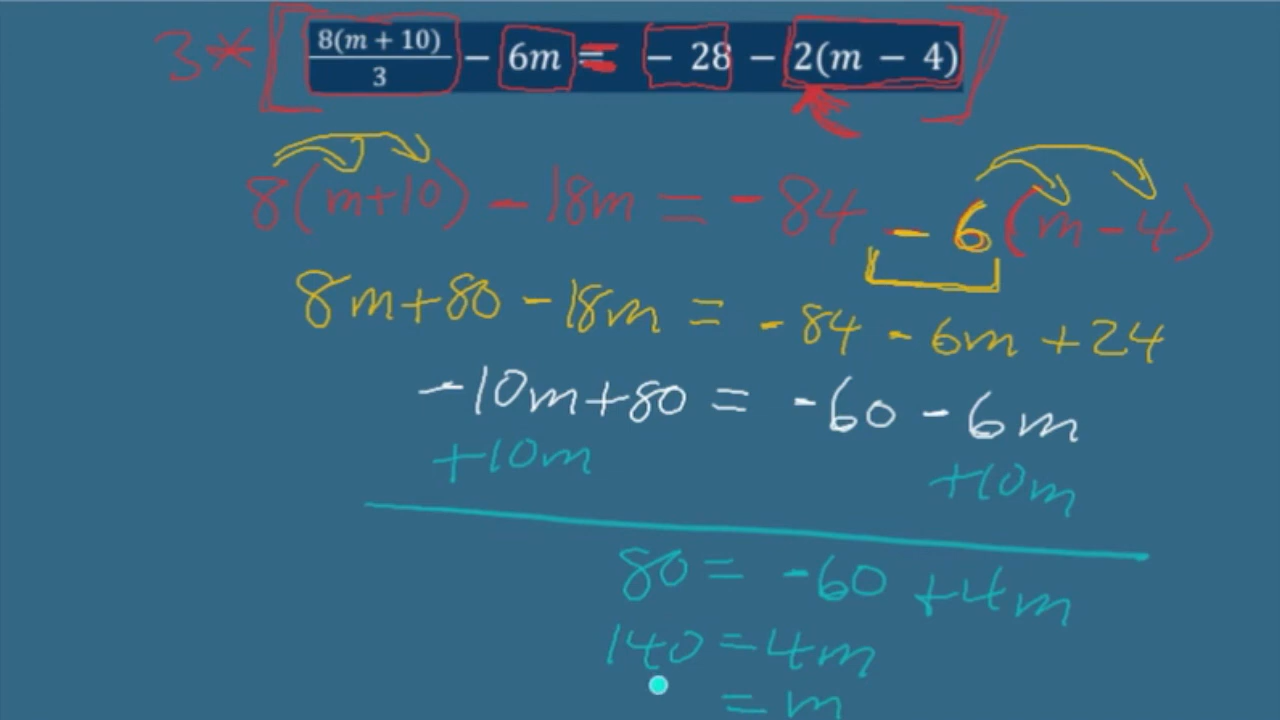 3* [ 8(m + 10)/3 − 6m = − 28 − 2(m − 4) ]
8(m+10) - 18m = -84 - 6(m-4)
8m+80 -18m = -84 - 6m +24
-10m+80 = -60 - 6m
+10m +10m
80 = -60 +4m
140 = 4m
= m